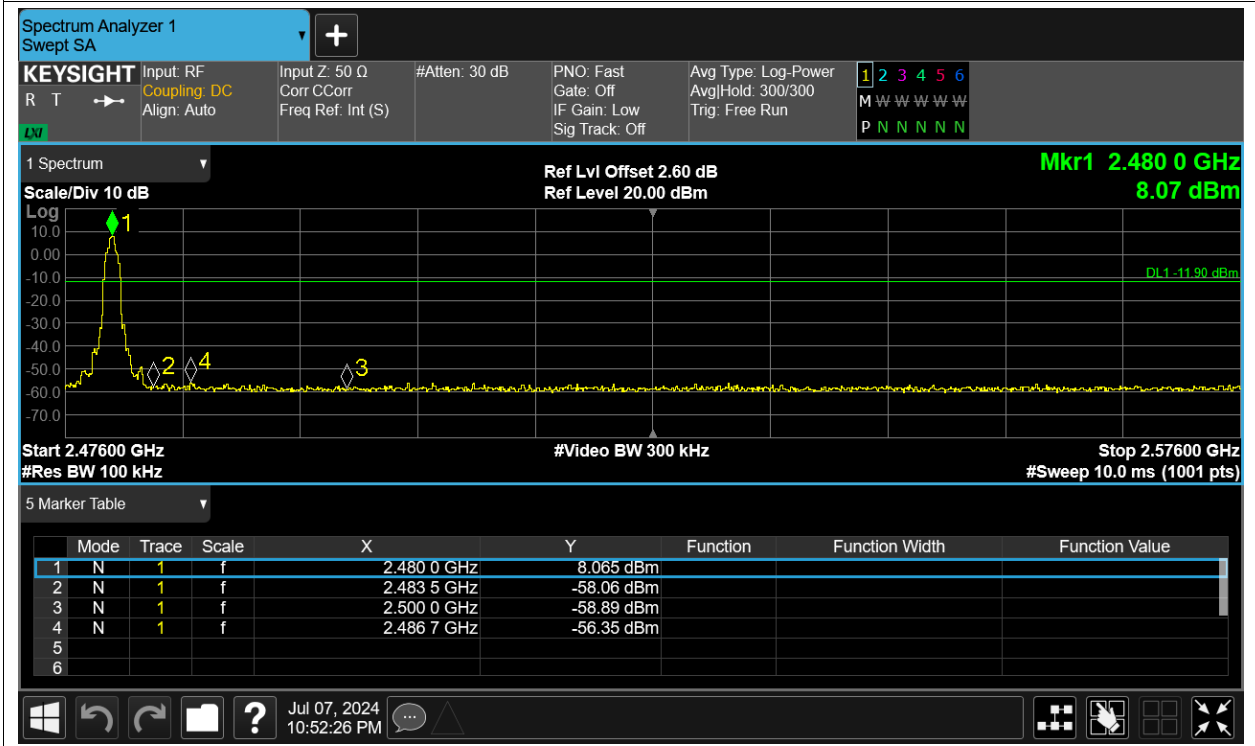 Spectrum Analyzer 1
Swept SA
KEYSIGHT Input: RF Input Z: 50 Ω #Atten: 30 dB PNO: Fast Avg Type: Log-Power 1 2 3 4 5 6
R T Coupling: DC Corr CCorr Gate: Off Avg|Hold: 300/300 M W W W W W
Align: Auto Freq Ref: Int (S) IF Gain: Low Trig: Free Run
LXI Sig Track: Off P N N N N N
1 Spectrum
Ref Lvl Offset 2.60 dB Mkr1 2.480 0 GHz
Scale/Div 10 dB Ref Level 20.00 dBm 8.07 dBm
Log
1
10.0
0.00
-10.0 DL1 -11.90 dBm
-20.0
-30.0
-40.0
-50.0 2 4 3
-60.0
-70.0
Start 2.47600 GHz #Video BW 300 kHz Stop 2.57600 GHz
#Res BW 100 kHz #Sweep 10.0 ms (1001 pts)
5 Marker Table
Mode Trace Scale X Y Function Function Width Function Value
1 N 1 f 2.480 0 GHz 8.065 dBm
2 N 1 f 2.483 5 GHz -58.06 dBm
3 N 1 f 2.500 0 GHz -58.89 dBm
4 N 1 f 2.486 7 GHz -56.35 dBm
5
6
? Jul 07, 2024
10:52:26 PM